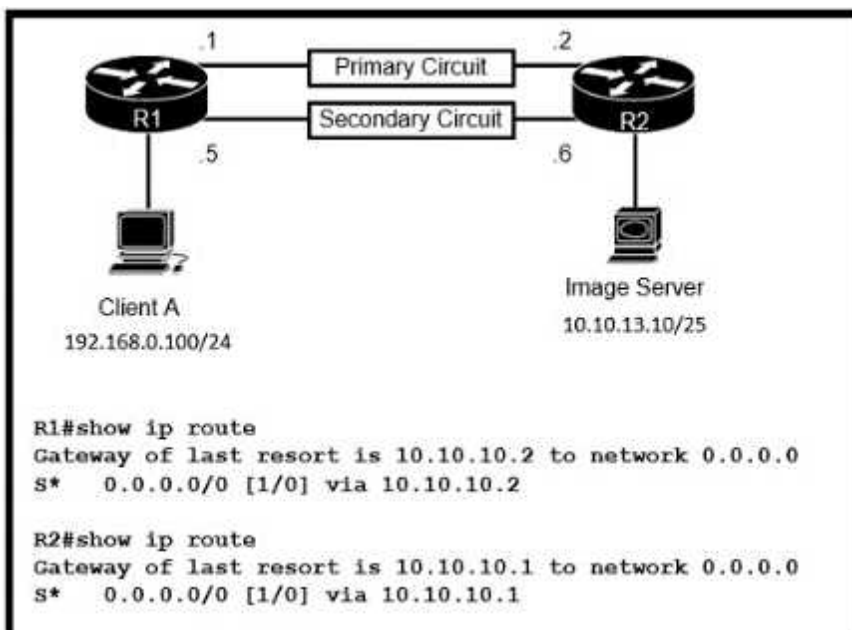 .1
Primary Circuit
.2
R1
Secondary Circuit
R2
.5
.6
Client A
192.168.0.100/24
Image Server
10.10.13.10/25
R1#show ip route
Gateway of last resort is 10.10.10.2 to network 0.0.0.0
S* 0.0.0.0/0 [1/0] via 10.10.10.2
R2#show ip route
Gateway of last resort is 10.10.10.1 to network 0.0.0.0
S* 0.0.0.0/0 [1/0] via 10.10.10.1